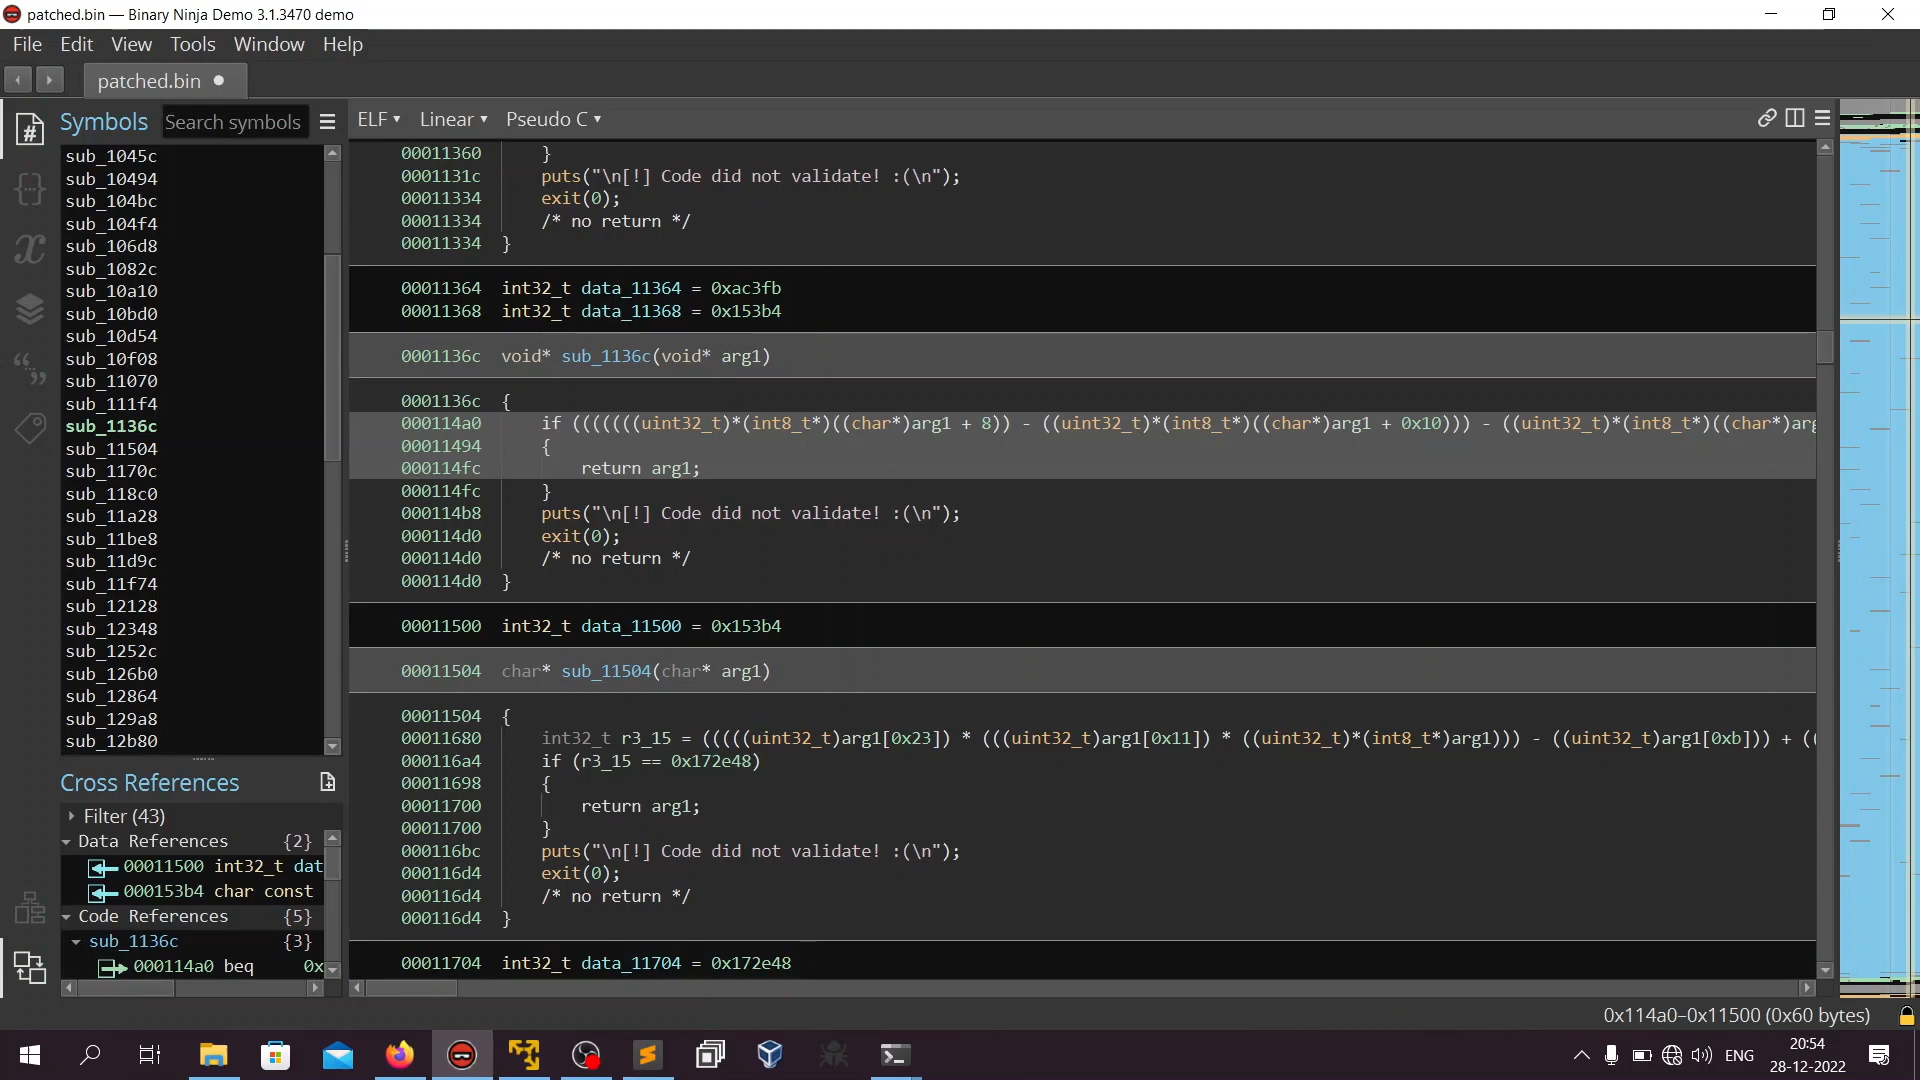 patched.bin — Binary Ninja Demo 3.1.3470 demo
File Edit View Tools Window Help
patched.bin
Symbols
Search symbols
sub_1045c
sub_10494
sub_104bc
sub_104f4
sub_106d8
sub_1082c
sub_10a10
sub_10bd0
sub_10d54
sub_10f08
sub_11070
sub_111f4
sub_1136c
sub_11504
sub_1170c
sub_118c0
sub_11a28
sub_11be8
sub_11d9c
sub_11f74
sub_12128
sub_12348
sub_1252c
sub_126b0
sub_12864
sub_129a8
sub_12b80
Cross References
Filter (43)
Data References {2}
00011500 int32_t dat
000153b4 char const
Code References {5}
sub_1136c {3}
000114a0 beq 0x
ELF Linear Pseudo C
00011360 }
0001131c puts("\n[!] Code did not validate! :(\n");
00011334 exit(0);
00011334 /* no return */
00011334 }
00011364 int32_t data_11364 = 0xac3fb
00011368 int32_t data_11368 = 0x153b4
0001136c void* sub_1136c(void* arg1)
0001136c {
000114a0 if (((((((uint32_t)*(int8_t*)((char*)arg1 + 8)) - ((uint32_t)*(int8_t*)((char*)arg1 + 0x10))) - ((uint32_t)*(int8_t*)((char*)arg
00011494 {
000114fc return arg1;
000114fc }
000114b8 puts("\n[!] Code did not validate! :(\n");
000114d0 exit(0);
000114d0 /* no return */
000114d0 }
00011500 int32_t data_11500 = 0x153b4
00011504 char* sub_11504(char* arg1)
00011504 {
00011680 int32_t r3_15 = (((((uint32_t)arg1[0x23]) * (((uint32_t)arg1[0x11]) * ((uint32_t)*(int8_t*)arg1))) - ((uint32_t)arg1[0xb])) + ((
000116a4 if (r3_15 == 0x172e48)
00011698 {
00011700 return arg1;
00011700 }
000116bc puts("\n[!] Code did not validate! :(\n");
000116d4 exit(0);
000116d4 /* no return */
000116d4 }
00011704 int32_t data_11704 = 0x172e48
0x114a0–0x11500 (0x60 bytes)
ENG
20:54
28-12-2022